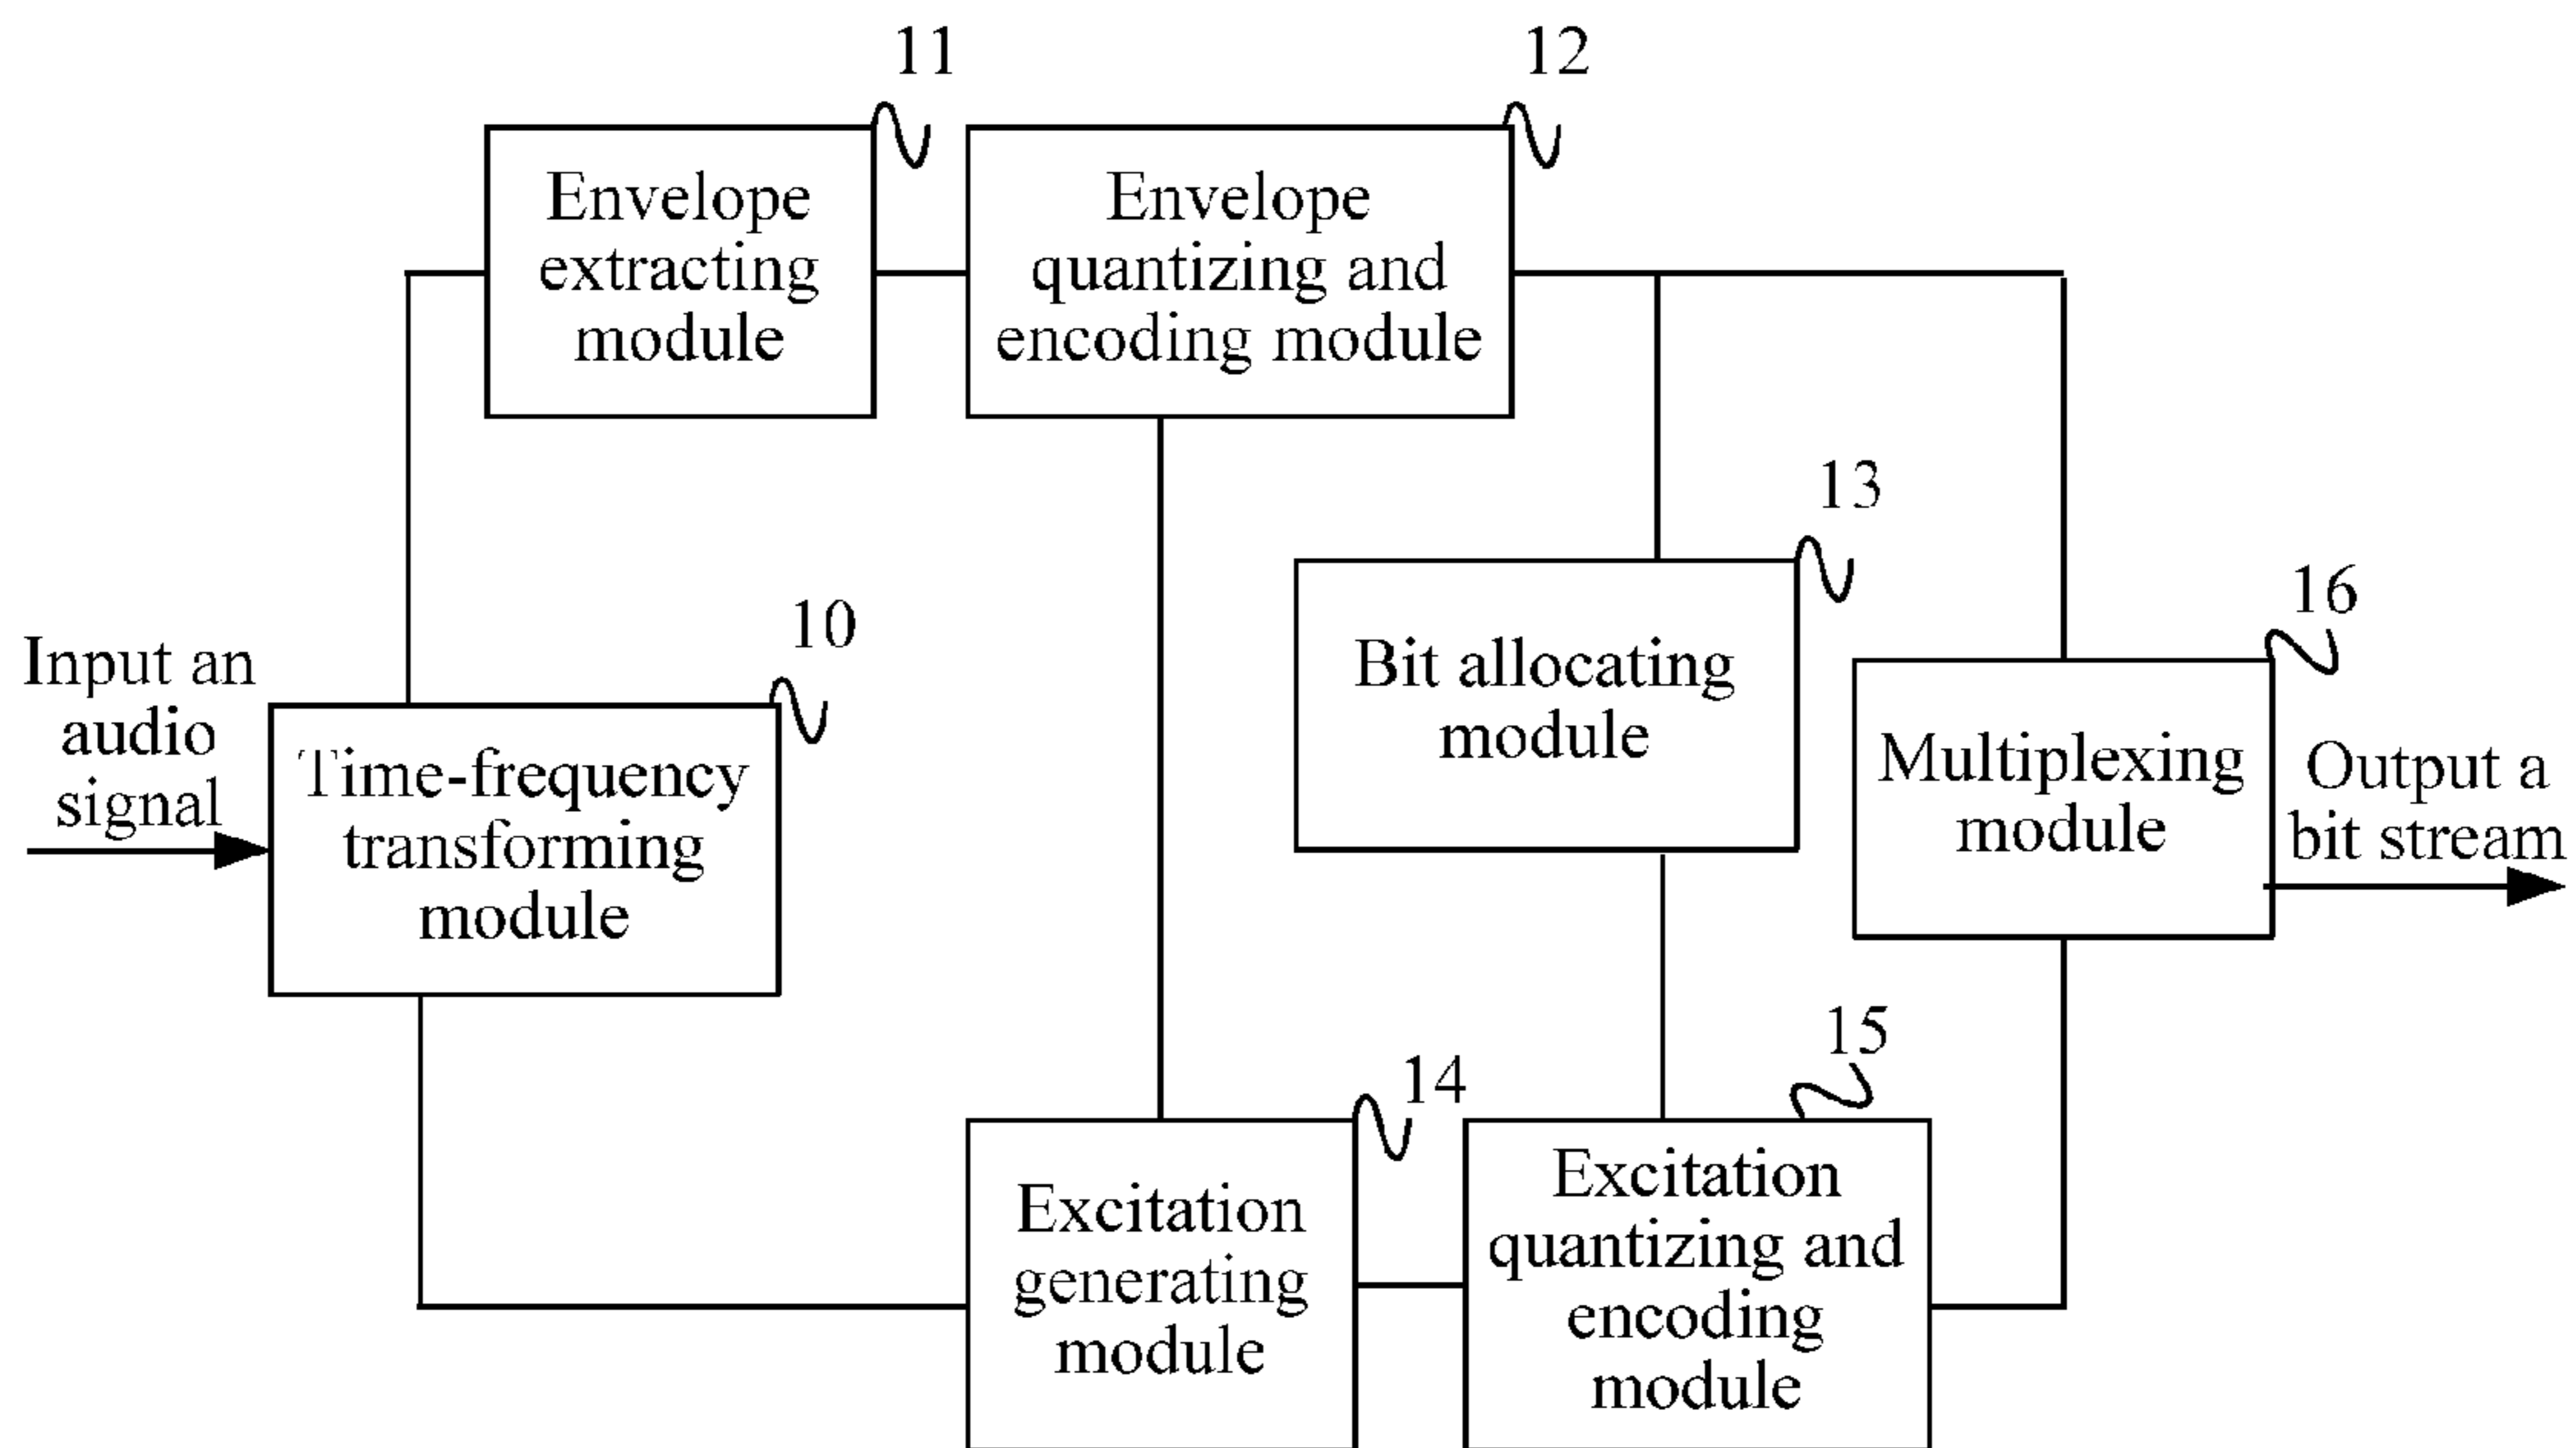 11
12
Envelope
extracting
module
Envelope
quantizing and
encoding module
13
16
10
Input an
audio
signal
Time-frequency
transforming
module
Bit allocating
module
Multiplexing
module
Output a
bit stream
15
14
Excitation
generating
module
Excitation
quantizing and
encoding
module